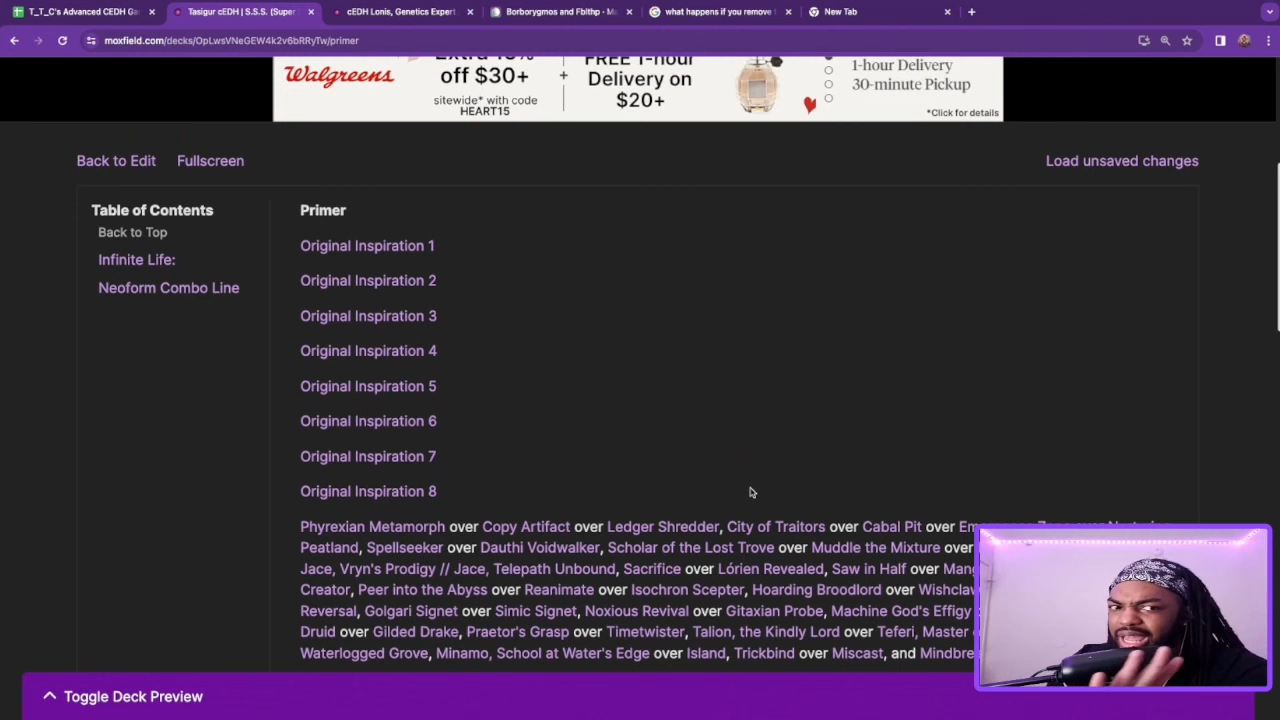 T_T_C's Advanced CEDH Ga
Tasigur cEDH | S.S.S. (Super
cEDH Lonis, Genetics Expert
Borborygmos and Fblthp - M
what happens if you remove
New Tab
moxfield.com/decks/OpLwsVNeGEW4k2v6bRRyTw/primer
Walgreens
Extra 15%
off $30+
sitewide* with code
HEART15
+
FREE 1-hour
Delivery on
$20+
1-hour Delivery
30-minute Pickup
*Click for details
Back to Edit
Fullscreen
Load unsaved changes
Table of Contents
Back to Top
Infinite Life:
Neoform Combo Line
Primer
Original Inspiration 1
Original Inspiration 2
Original Inspiration 3
Original Inspiration 4
Original Inspiration 5
Original Inspiration 6
Original Inspiration 7
Original Inspiration 8
Phyrexian Metamorph over Copy Artifact over Ledger Shredder, City of Traitors over Cabal Pit over
Peatland, Spellseeker over Dauthi Voidwalker, Scholar of the Lost Trove over Muddle the Mixture over
Jace, Vryn's Prodigy // Jace, Telepath Unbound, Sacrifice over Lórien Revealed, Saw in Half over Man
Creator, Peer into the Abyss over Reanimate over Isochron Scepter, Hoarding Broodlord over Wishclaw
Reversal, Golgari Signet over Simic Signet, Noxious Revival over Gitaxian Probe, Machine God's Effigy
Druid over Gilded Drake, Praetor's Grasp over Timetwister, Talion, the Kindly Lord over Teferi, Master
Waterlogged Grove, Minamo, School at Water's Edge over Island, Trickbind over Miscast, and Mindbre
Toggle Deck Preview